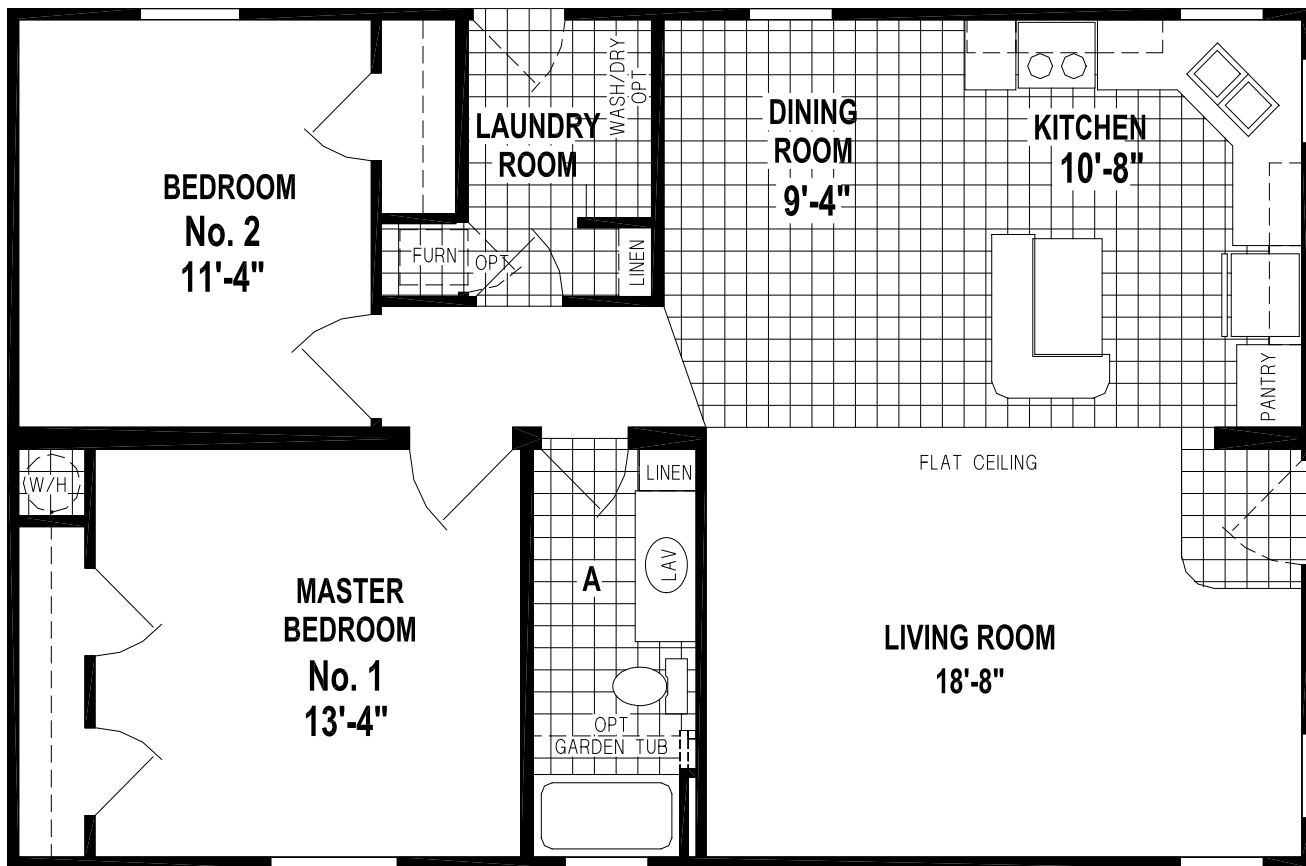 BEDROOM
No. 2
11'-4"
LAUNDRY
ROOM
WASH/DRY
OPT
FURN
OPT
LINEN
DINING
ROOM
9'-4"
KITCHEN
10'-8"
PANTRY
W/H
MASTER
BEDROOM
No. 1
13'-4"
LINEN
LAV
A
OPT
GARDEN TUB
FLAT CEILING
LIVING ROOM
18'-8"